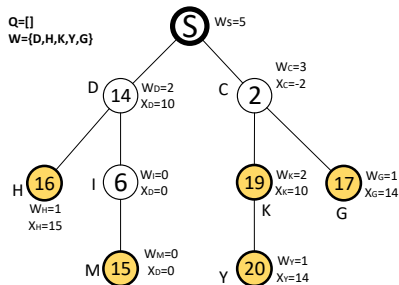 Q=[]
W={D,H,K,Y,G}
S
WS=5
D
14
WD=2
XD=10
C
2
WC=3
XC=-2
H
16
WH=1
XH=15
I
6
WI=0
XD=0
19
WK=2
XK=10
K
17
WG=1
XG=14
G
M
15
WM=0
XD=0
Y
20
WY=1
XY=14